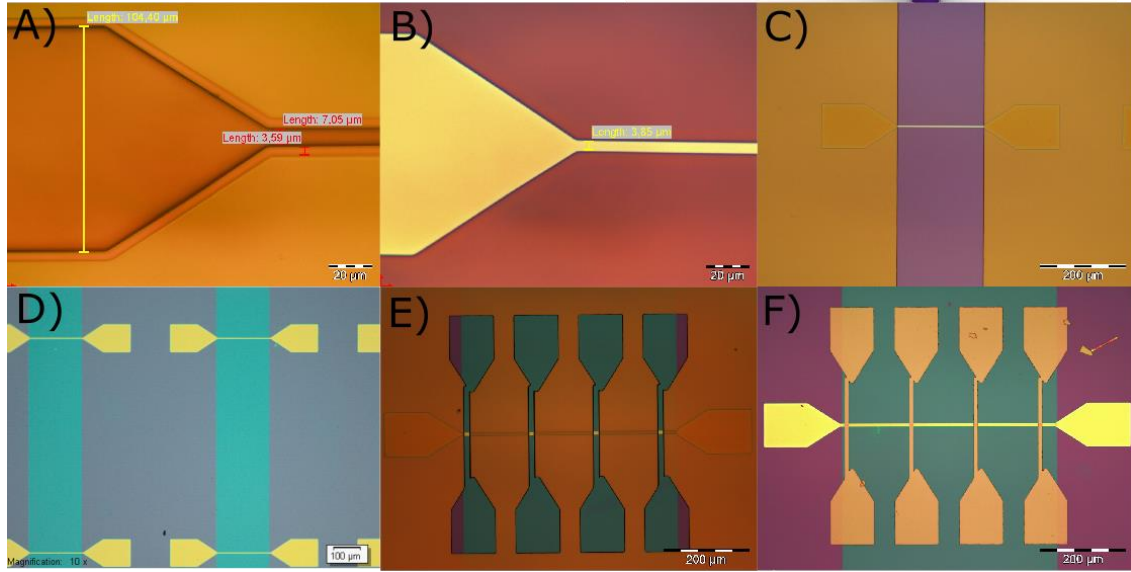 A)
Length: 104,40 µm
Length: 7,05 µm
Length: 3,59 µm
20 µm
B)
Length: 3,85 µm
20 µm
C)
200 µm
D)
Magnification: 10 x
100 µm
E)
200 µm
F)
200 µm